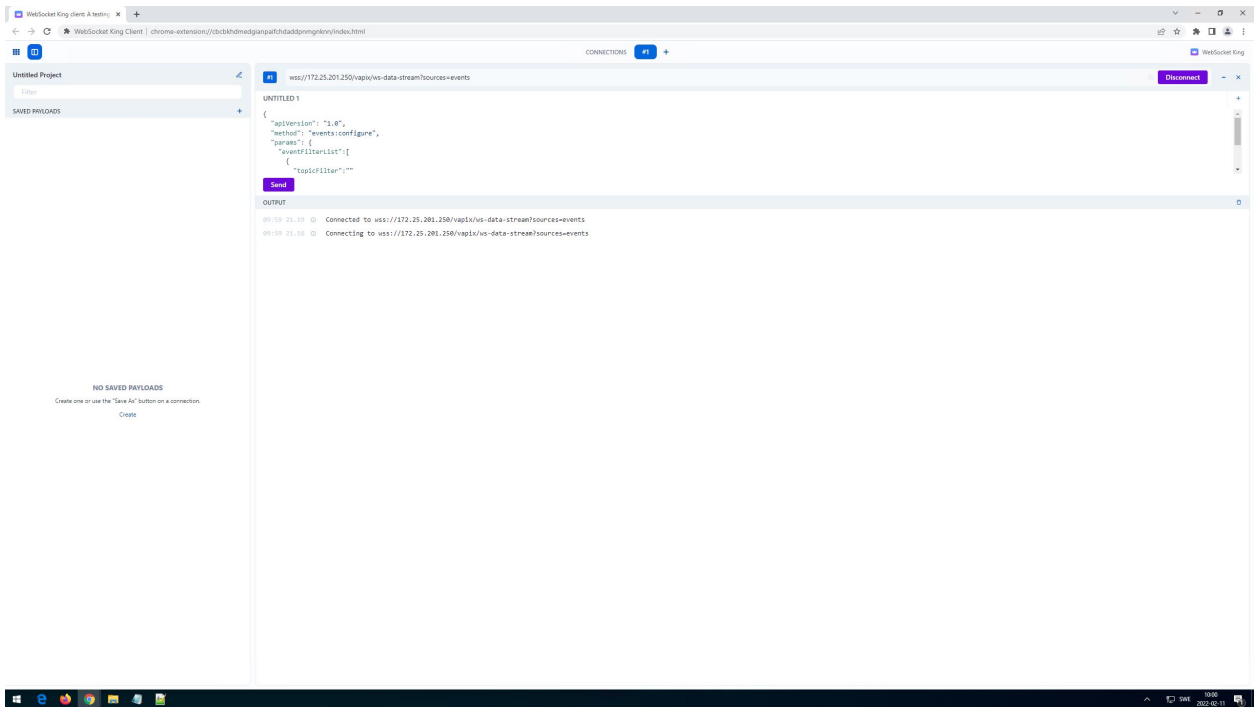 WebSocket King client: A testing
WebSocket King Client | chrome-extension://cbcbkhdmedgianpaifchdaddpnmgnknn/index.html
CONNECTIONS #1 +
WebSocket King
Untitled Project
Filter
SAVED PAYLOADS +
NO SAVED PAYLOADS
Create one or use the "Save As" button on a connection.
Create
#1 wss://172.25.201.250/vapix/ws-data-stream?sources=events Disconnect
UNTITLED 1
{
"apiVersion": "1.0",
"method": "events:configure",
"params": {
"eventFilterList":[
{
"topicFilter":""
Send
OUTPUT
09:59 21.19 Connected to wss://172.25.201.250/vapix/ws-data-stream?sources=events
Connecting to wss://172.25.201.250/vapix/ws-data-stream?sources=events
SWE
10:00
2022-02-11